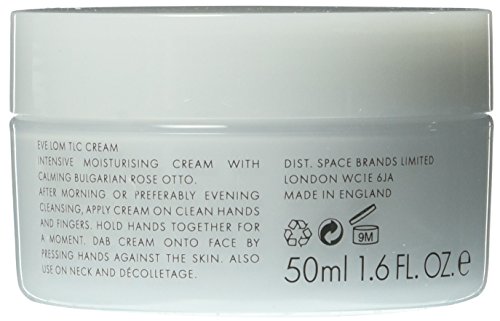 EVE LOM TLC CREAM
INTENSIVE MOISTURISING CREAM WITH
CALMING BULGARIAN ROSE OTTO.
AFTER MORNING OR PREFERABLY EVENING
CLEANSING, APPLY CREAM ON CLEAN HANDS
AND FINGERS. HOLD HANDS TOGETHER FOR
A MOMENT. DAB CREAM ONTO FACE BY
PRESSING HANDS AGAINST THE SKIN. ALSO
USE ON NECK AND DÉCOLLETAGE.
DIST. SPACE BRANDS LIMITED
LONDON WC1E 6JA
MADE IN ENGLAND
9M
50ml 1.6 FL. OZ. e